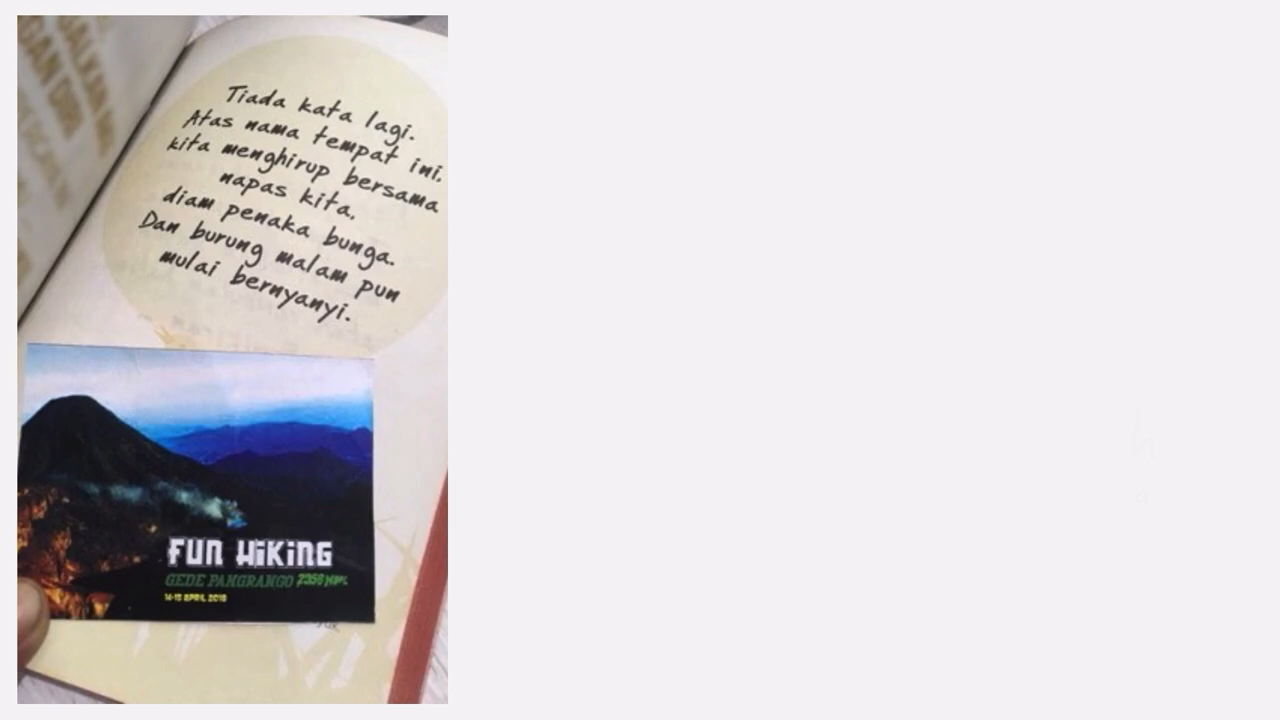 Tiada kata lagi.
Atas nama tempat ini.
kita menghirup bersama
napas kita.
diam penaka bunga.
Dan burung malam pun
mulai bernyanyi.
FUN HiKiNG
GEDE PANGRANGO
APRIL